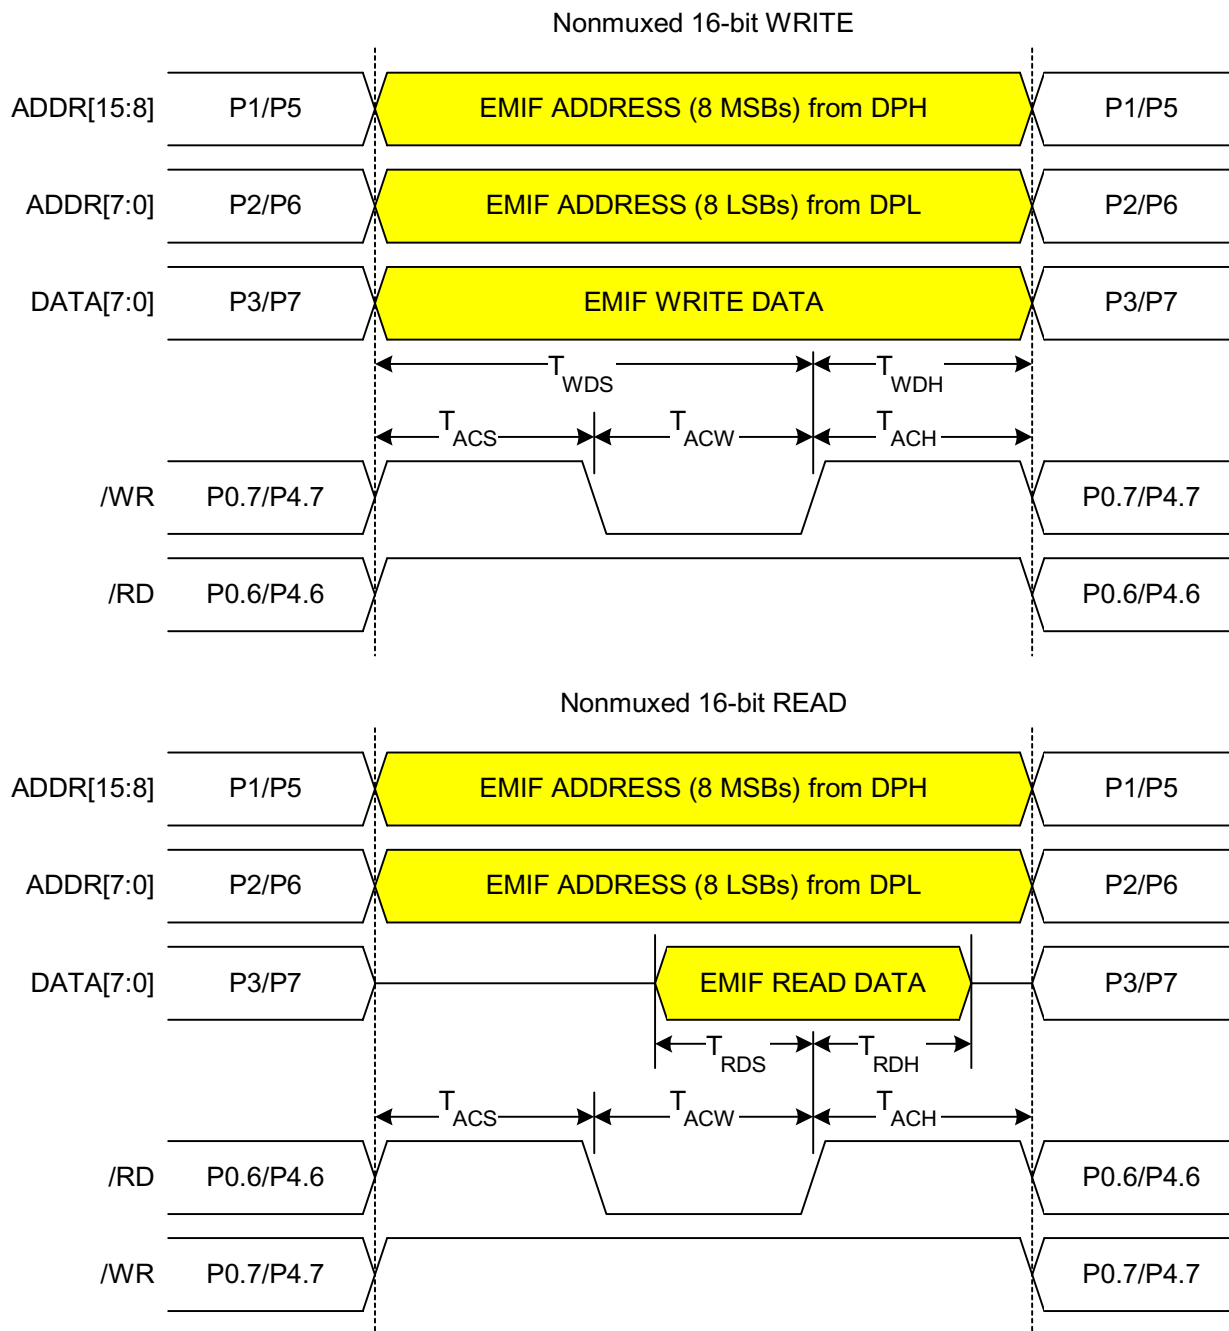 Nonmuxed 16-bit WRITE
ADDR[15:8] P1/P5 EMIF ADDRESS (8 MSBs) from DPH P1/P5
ADDR[7:0] P2/P6 EMIF ADDRESS (8 LSBs) from DPL P2/P6
DATA[7:0] P3/P7 EMIF WRITE DATA P3/P7
TWDS TWDH
TACS TACW TACH
/WR P0.7/P4.7 P0.7/P4.7
/RD P0.6/P4.6 P0.6/P4.6
Nonmuxed 16-bit READ
ADDR[15:8] P1/P5 EMIF ADDRESS (8 MSBs) from DPH P1/P5
ADDR[7:0] P2/P6 EMIF ADDRESS (8 LSBs) from DPL P2/P6
DATA[7:0] P3/P7 EMIF READ DATA P3/P7
TRDS TRDH
TACS TACW TACH
/RD P0.6/P4.6 P0.6/P4.6
/WR P0.7/P4.7 P0.7/P4.7